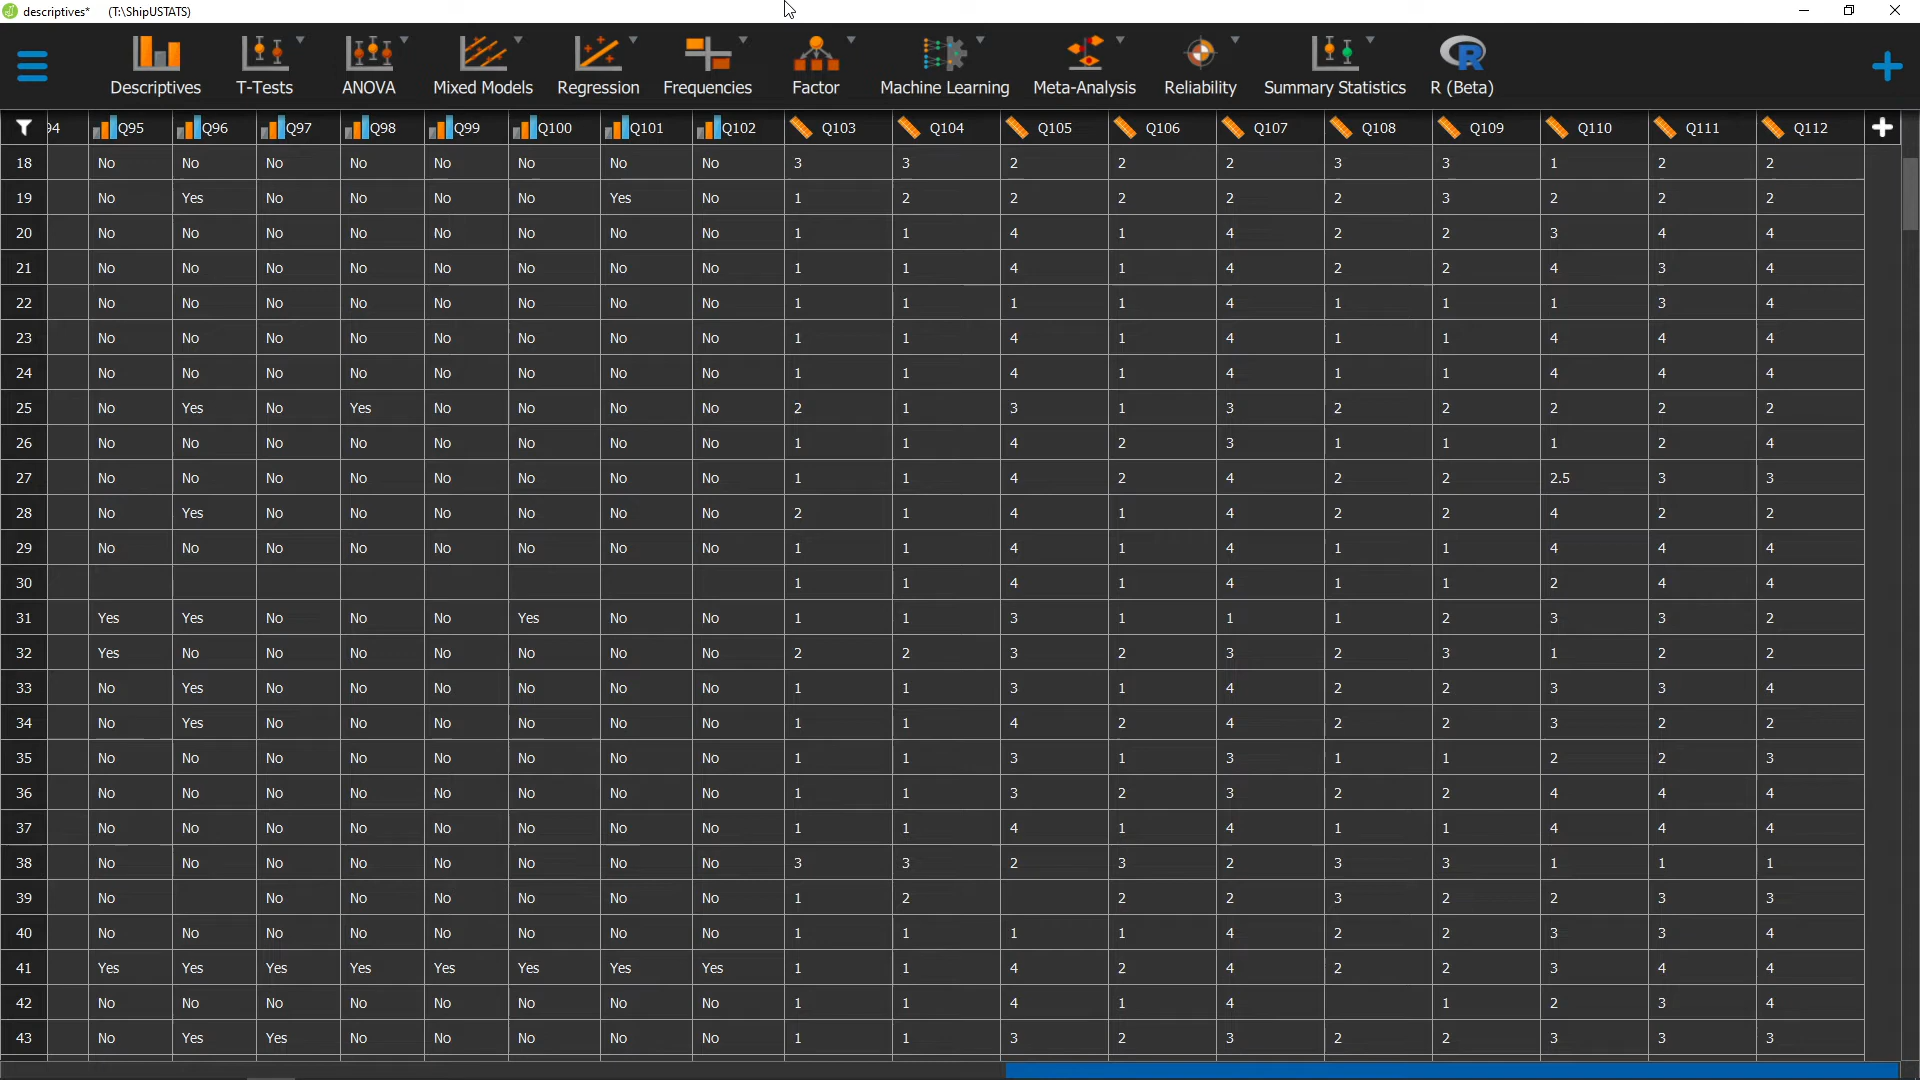 descriptives* (T:\ShipUSTATS)
Descriptives T-Tests ANOVA Mixed Models Regression Frequencies Factor Machine Learning Meta-Analysis Reliability Summary Statistics R (Beta)
94 Q95 Q96 Q97 Q98 Q99 Q100 Q101 Q102 Q103 Q104 Q105 Q106 Q107 Q108 Q109 Q110 Q111 Q112
18 No No No No No No No No 3 3 2 2 2 3 3 1 2 2
19 No Yes No No No No Yes No 1 2 2 2 2 2 3 2 2 2
20 No No No No No No No No 1 1 4 1 4 2 2 3 4 4
21 No No No No No No No No 1 1 4 1 4 2 2 4 3 4
22 No No No No No No No No 1 1 1 1 4 1 1 1 3 4
23 No No No No No No No No 1 1 4 1 4 1 1 4 4 4
24 No No No No No No No No 1 1 4 1 4 1 1 4 4 4
25 No Yes No Yes No No No No 2 1 3 1 3 2 2 2 2 2
26 No No No No No No No No 1 1 4 2 3 1 1 1 2 4
27 No No No No No No No No 1 1 4 2 4 2 2 2.5 3 3
28 No Yes No No No No No No 2 1 4 1 4 2 2 4 2 2
29 No No No No No No No No 1 1 4 1 4 1 1 4 4 4
30 1 1 4 1 4 1 1 2 4 4
31 Yes Yes No No No Yes No No 1 1 3 1 1 1 2 3 3 2
32 Yes No No No No No No No 2 2 3 2 3 2 3 1 2 2
33 No Yes No No No No No No 1 1 3 1 4 2 2 3 3 4
34 No Yes No No No No No No 1 1 4 2 4 2 2 3 2 2
35 No No No No No No No No 1 1 3 1 3 1 1 2 2 3
36 No No No No No No No No 1 1 3 2 3 2 2 4 4 4
37 No No No No No No No No 1 1 4 1 4 1 1 4 4 4
38 No No No No No No No No 3 3 2 3 2 3 3 1 1 1
39 No No No No No No No 1 2 2 2 3 2 2 3 3
40 No No No No No No No No 1 1 1 1 4 2 2 3 3 4
41 Yes Yes Yes Yes Yes Yes Yes Yes 1 1 4 2 4 2 2 3 4 4
42 No No No No No No No No 1 1 4 1 4 1 2 3 4
43 No Yes Yes No No No No No 1 1 3 2 3 2 2 3 3 3